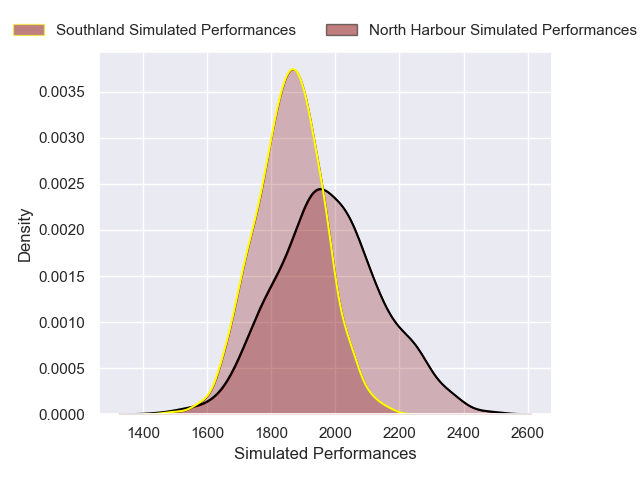 Southland Simulated Performances
North Harbour Simulated Performances
0.0035
0.0030
0.0025
0.0020
0.0015
0.0010
0.0005
0.0000
Density
1400 1600 1800 2000 2200 2400 2600
Simulated Performances